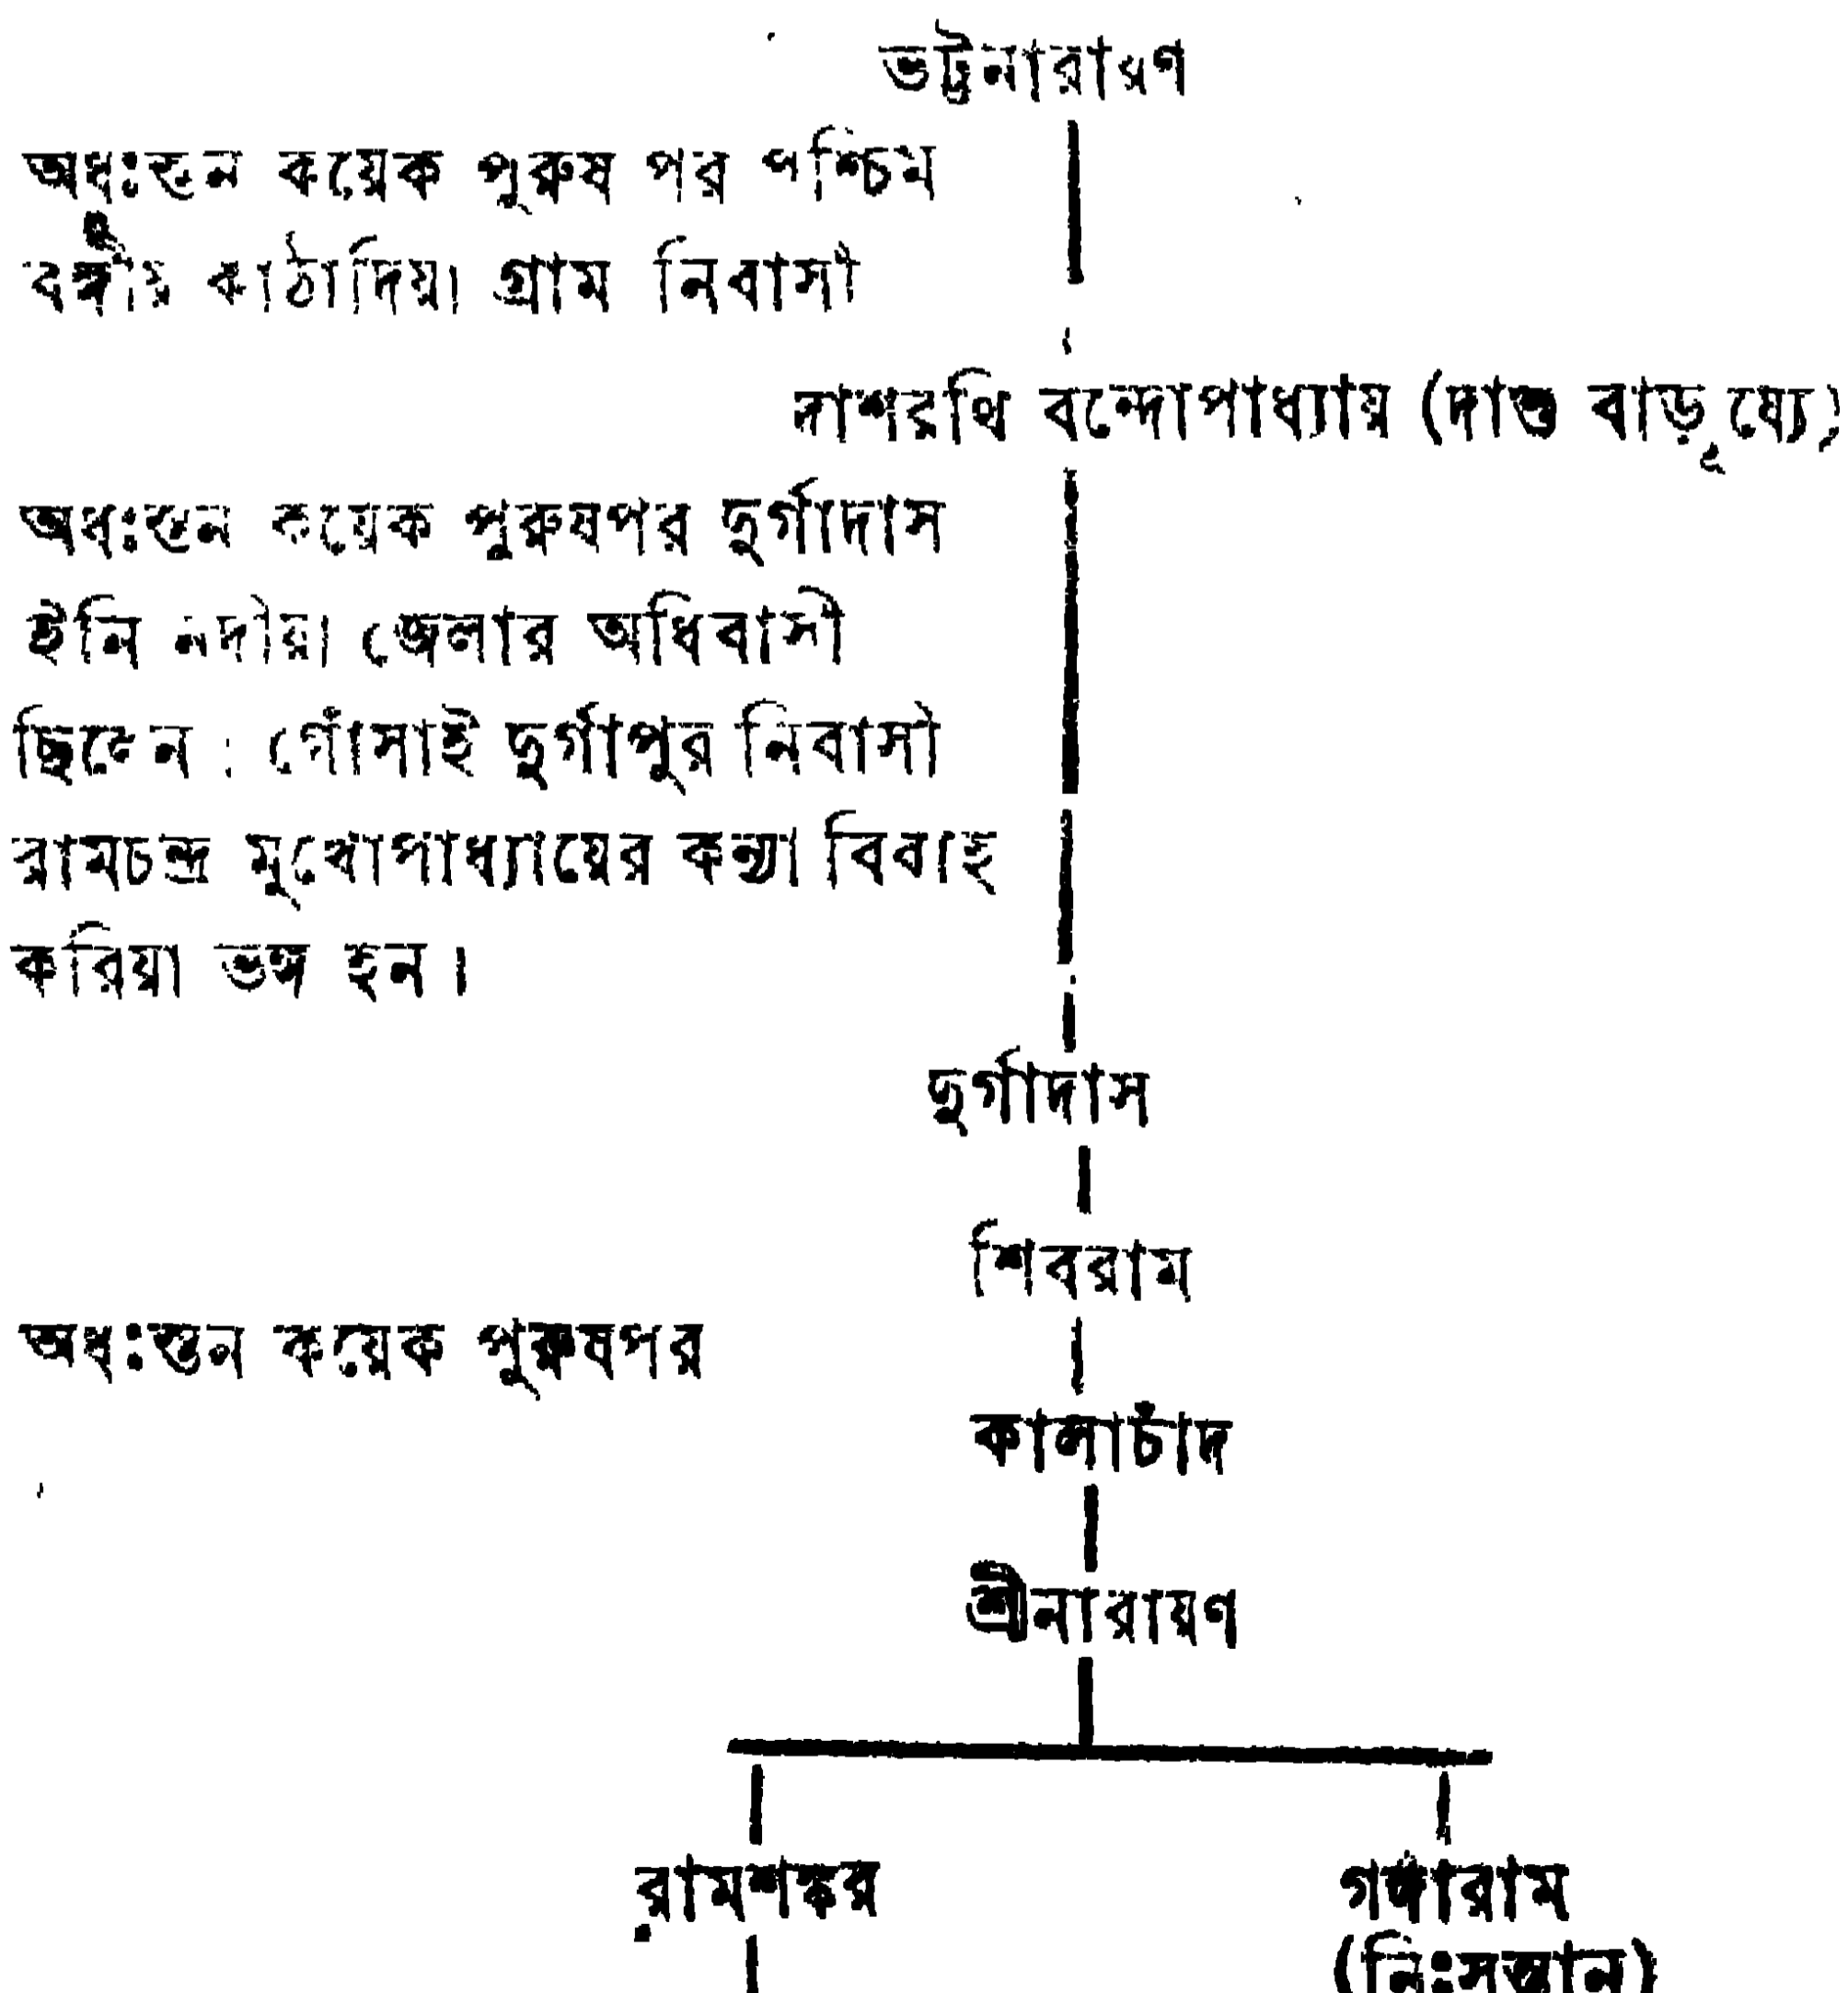 ভট্টনারায়ণ
অধঃস্তন কয়েক পুরুষ পর পশ্চিম
বঙ্গীয় কাঠাদিয়া গ্রাম নিবাসী
দাশরথি বন্দোপাধ্যায় (দাশু বাড়ূয্যে)
অধঃস্তন কয়েক পুরুষপর দুর্গাদাস
ইনি নদীয়া জেলার অধিবাসী
ছিলেন। গোঁসাই দুর্গাপুর নিবাসী
রামচন্দ্র মুখোপাধ্যায়ের কন্যা বিবাহ
করিয়া ভঙ্গ হন।
দুর্গাদাস
শিবরাম
অধঃস্তন কয়েক পুরুষপর
কালাচাঁদ
শ্রীনারায়ণ
রামশঙ্কর গঙ্গারাম
(নিঃসন্তান)